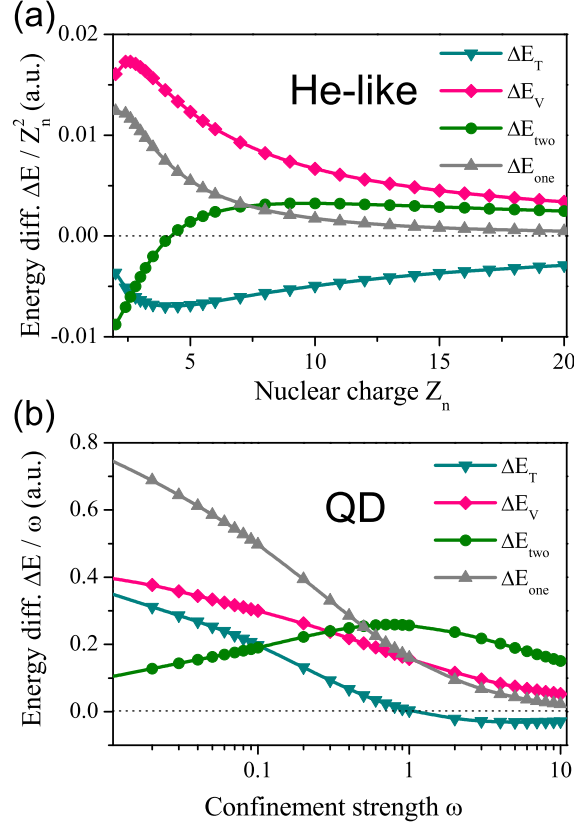 (a)
0.02
0.01
0.00
-0.01
Energy diff. ΔE / Z_n^2 (a.u.)
He-like
ΔE_T
ΔE_V
ΔE_two
ΔE_one
5 10 15 20
Nuclear charge Z_n
(b)
0.8
0.6
0.4
0.2
0.0
Energy diff. ΔE / ω (a.u.)
QD
ΔE_T
ΔE_V
ΔE_two
ΔE_one
0.1 1 10
Confinement strength ω